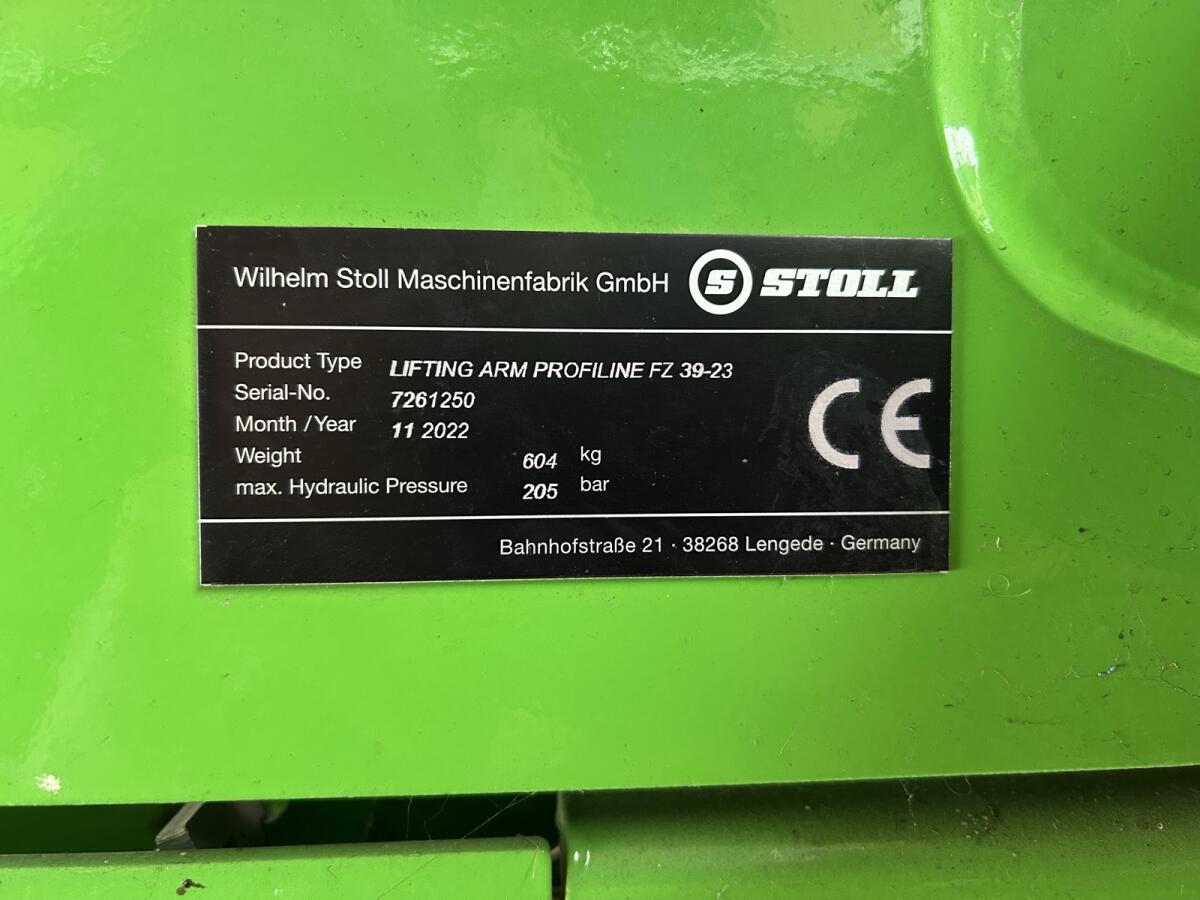 Wilhelm Stoll Maschinenfabrik GmbH S STOLL
Product Type LIFTING ARM PROFILINE FZ 39-23
Serial-No. 7261250
Month / Year 11 2022
Weight 604 kg
max. Hydraulic Pressure 205 bar
CE
Bahnhofstraße 21 · 38268 Lengede · Germany